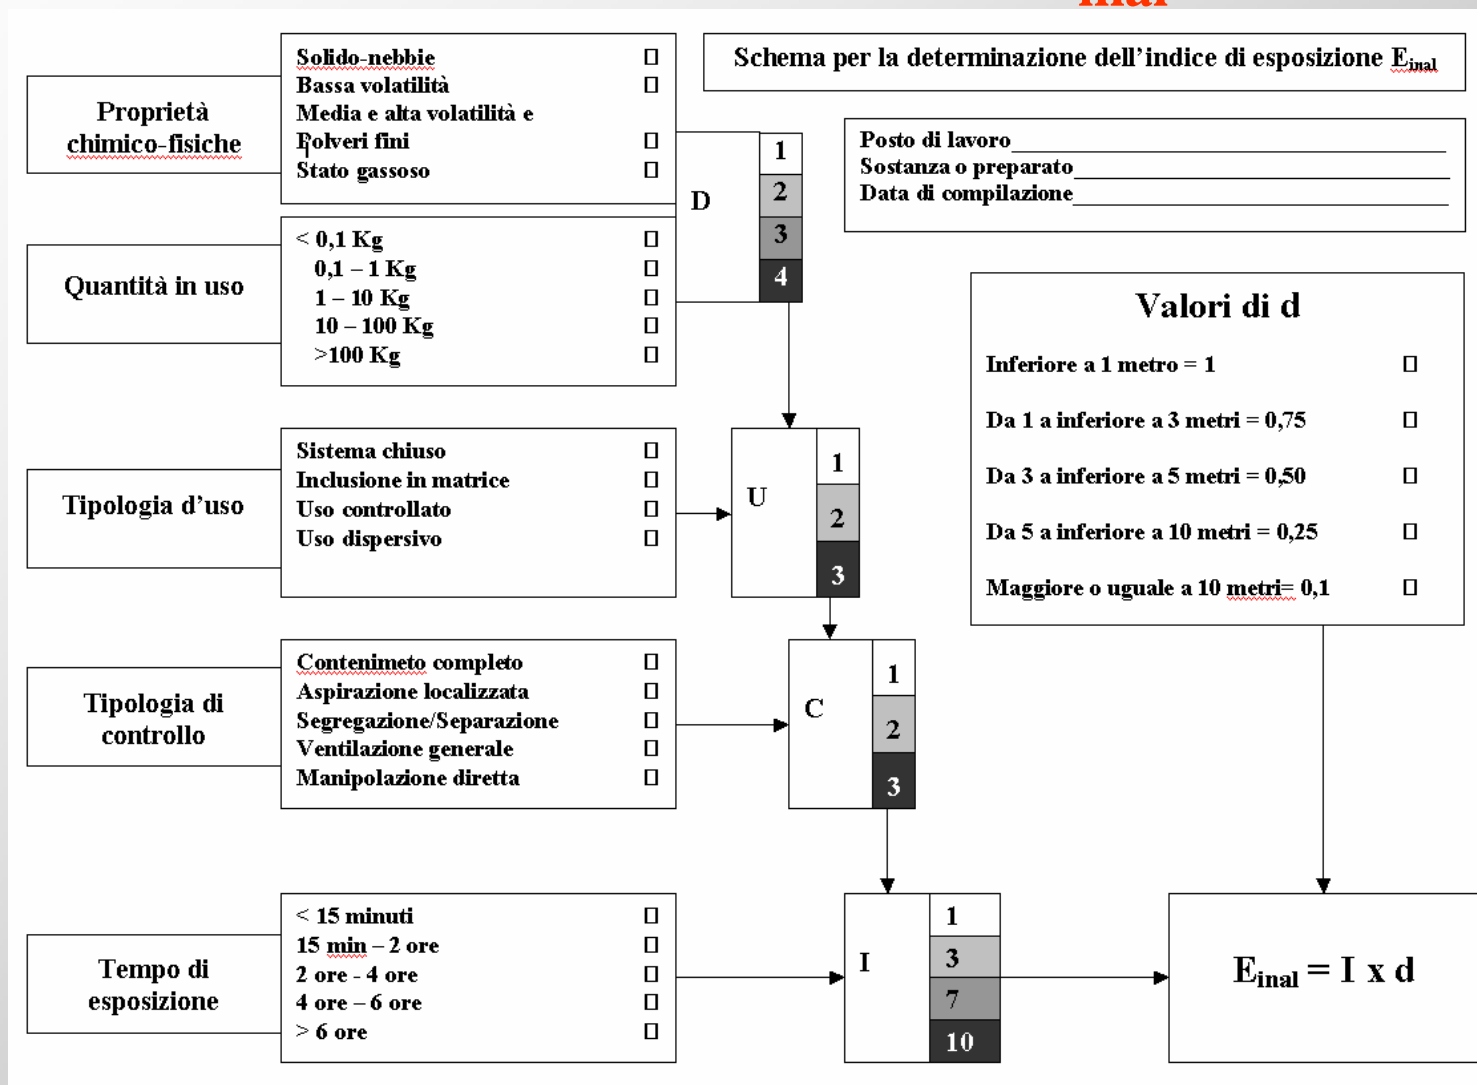 inal
Schema per la determinazione dell'indice di esposizione Einal
Posto di lavoro
Sostanza o preparato
Data di compilazione
Proprietà
chimico-fisiche
Solido-nebbie
Bassa volatilità
Media e alta volatilità e
Polveri fini
Stato gassoso
D
1
2
3
4
Quantità in uso
< 0,1 Kg
0,1 – 1 Kg
1 – 10 Kg
10 – 100 Kg
>100 Kg
Valori di d
Inferiore a 1 metro = 1
Da 1 a inferiore a 3 metri = 0,75
Da 3 a inferiore a 5 metri = 0,50
Da 5 a inferiore a 10 metri = 0,25
Maggiore o uguale a 10 metri= 0,1
Tipologia d'uso
Sistema chiuso
Inclusione in matrice
Uso controllato
Uso dispersivo
U
1
2
3
Tipologia di
controllo
Contenimeto completo
Aspirazione localizzata
Segregazione/Separazione
Ventilazione generale
Manipolazione diretta
C
1
2
3
Tempo di
esposizione
< 15 minuti
15 min – 2 ore
2 ore - 4 ore
4 ore – 6 ore
> 6 ore
I
1
3
7
10
Einal = I x d